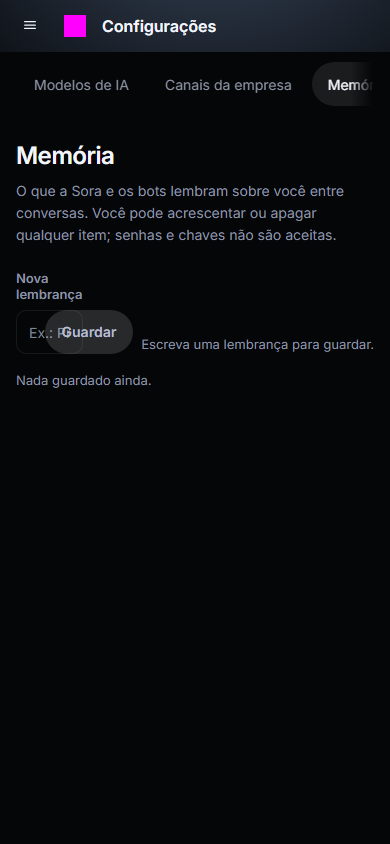 Configurações
Modelos de IA
Canais da empresa
Memór
Memória
O que a Sora e os bots lembram sobre você entre
conversas. Você pode acrescentar ou apagar
qualquer item; senhas e chaves não são aceitas.
Nova
lembrança
Ex.:
Guardar
Escreva uma lembrança para guardar.
Nada guardado ainda.